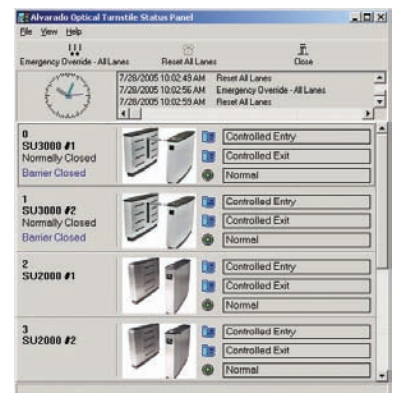 Alvarado Optical Turnstile Status Panel
File View Help
Emergency Override - All Lanes Reset All Lanes Close
7/28/2005 10:02:49 AM Reset All Lanes
7/28/2005 10:02:56 AM Emergency Override - All Lanes
7/28/2005 10:02:59 AM Reset All Lanes
0
SU3000 #1
Normally Closed
Barrier Closed
Controlled Entry
Controlled Exit
Normal
1
SU3000 #2
Normally Closed
Barrier Closed
Controlled Entry
Controlled Exit
Normal
2
SU2000 #1
Controlled Entry
Controlled Exit
Normal
3
SU2000 #2
Controlled Entry
Controlled Exit
Normal